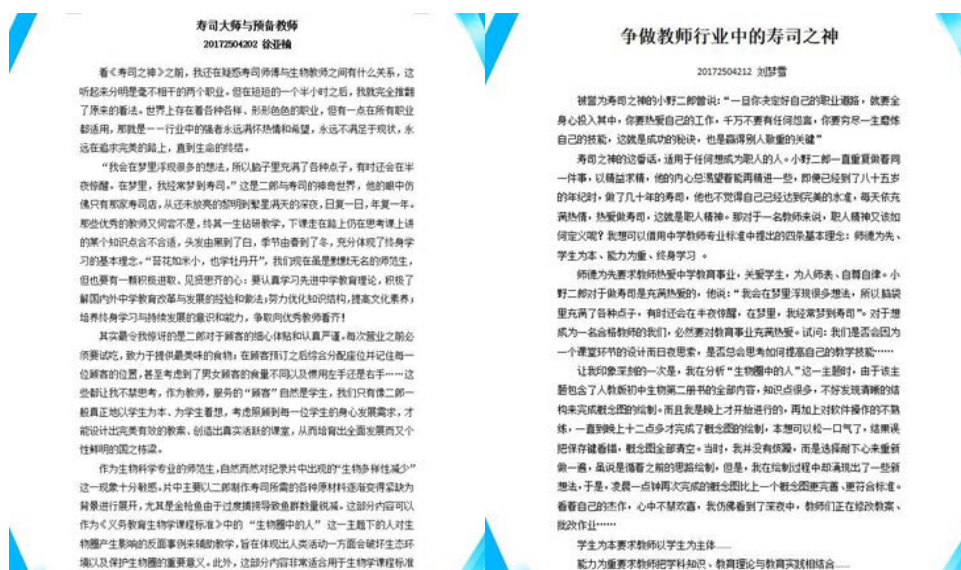 寿司大师与预备教师
20172504202 徐亚楠
看《寿司之神》之前，我还在疑惑寿司师傅与生物教师之间有什么关系，这
听起来分明是毫不相干的两个职业。但在短短的一个半小时之后，我就完全推翻
了原来的看法。世界上存在着各种各样、形形色色的职业，但有一点在所有职业
都适用，那就是——行业中的强者永远满怀热情和希望，永远不满足于现状，永
远在追求完美的路上，直到生命的终结。
“我会在梦里浮现很多的想法，所以脑子里充满了各种点子，有时还会在半
夜惊醒。在梦里，我经常梦到寿司。”这是二郎与寿司的神奇世界，他的眼中仿
佛只有那家寿司店，从还未放亮的黎明到繁星满天的深夜，日复一日，年复一年。
那些优秀的教师又何尝不是，终其一生钻研教学，下课走在路上仍在思考课上讲
的某个知识点合不合适，头发由黑到了白，季节由春到了冬，充分体现了终身学
习的基本理念。“苔花如米小，也学牡丹开”，我们现在虽是默默无名的师范生，
但也要有一颗积极进取、见贤思齐的心：要认真学习先进中学教育理论，积极了
解国内外中学教育改革与发展的经验和做法；努力优化知识结构，提高文化素养；
培养终身学习与持续发展的意识和能力，争取向优秀教师看齐！
其实最令我惊讶的是二郎对于顾客的细心体贴和认真严谨。每次营业之前必
须要试吃，致力于提供最美味的食物；在顾客预订之后综合分配座位并记住每一
位顾客的位置，甚至考虑到了男女顾客的食量不同以及惯用左手还是右手……这
些都让我不禁思考，作为教师，服务的“顾客”自然是学生，我们只有像二郎一
般真正地以学生为本、为学生着想，考虑照顾到每一位学生的身心发展需求，才
能设计出完美有效的教案、创造出真实活跃的课堂，从而培育出全面发展而又个
性鲜明的国之栋梁。
作为生物科学专业的师范生，自然而然对纪录片中出现的“生物多样性减少”
这一现象十分敏感。片中主要以二郎制作寿司所需的各种原材料逐渐变得紧缺为
背景进行展开，尤其是金枪鱼由于过度捕捞导致鱼群数量锐减。这部分内容可以
作为《义务教育生物学课程标准》中的 “生物圈中的人” 这一主题下的人对生
物圈产生影响的反面事例来辅助教学，旨在体现出人类活动一方面会破坏生态环
境以及保护生物圈的重要意义。此外，这部分内容非常适合用于生物学课程标准
争做教师行业中的寿司之神
20172504212 刘梦雪
被誉为寿司之神的小野二郎曾说：“一旦你决定好自己的职业道路，就要全
身心投入其中，你要热爱自己的工作，千万不要有任何怨言，你要穷尽一生磨炼
自己的技能，这就是成功的秘诀，也是赢得别人敬重的关键”
寿司之神的这番话，适用于任何想成为职人的人。小野二郎一直重复做着同
一件事，以精益求精，他的内心总渴望着能再精进一些，即便已经到了八十五岁
的年纪时，做了几十年的寿司，他也不觉得自己已经达到完美的水准，每天依充
满热情，热爱做寿司，这就是职人精神。那对于一名教师来说，职人精神又该如
何定义呢？我想可以借用中学教师专业标准中提出的四条基本理念：师德为先、
学生为本、能力为重、终身学习 。
师德为先要求教师热爱中学教育事业，关爱学生，为人师表、自尊自律。小
野二郎对于做寿司是充满热爱的，他说：“我会在梦里浮现很多想法，所以脑袋
里充满了各种点子，有时还会在半夜惊醒，在梦里，我经常梦到寿司”。对于想
成为一名合格教师的我们，必然要对教育事业充满热爱。试问：我们是否会因为
一个课堂环节的设计而日夜思索，是否总会思考如何提高自己的教学技能……
让我印象深刻的一次是，我在分析“生物圈中的人”这一主题时，由于该主
题包含了人教版初中生物第二册书的全部内容，知识点很多，不好发现清晰的结
构来完成概念图的绘制。而且我是晚上才开始进行的，再加上对软件操作的不熟
练，一直到晚上十二点多才完成了概念图的绘制，本想可以松一口气了，结果误
把保存键看错，概念图全部清空。当时，我并没有烦躁，而是选择耐下心来重新
做一遍，虽说是循着之前的思路绘制，但是，我在绘制过程中却涌现出了一些新
想法，于是，凌晨一点钟再次完成的概念图比上一个概念图更完善、更符合标准。
看着自己的杰作，心中不禁欢喜，我仿佛看到了深夜中，教师们正在修改教案、
批改作业……
学生为本要求教师以学生为主体……
能力为重要求教师把学科知识、教育理论与教育实践相结合……